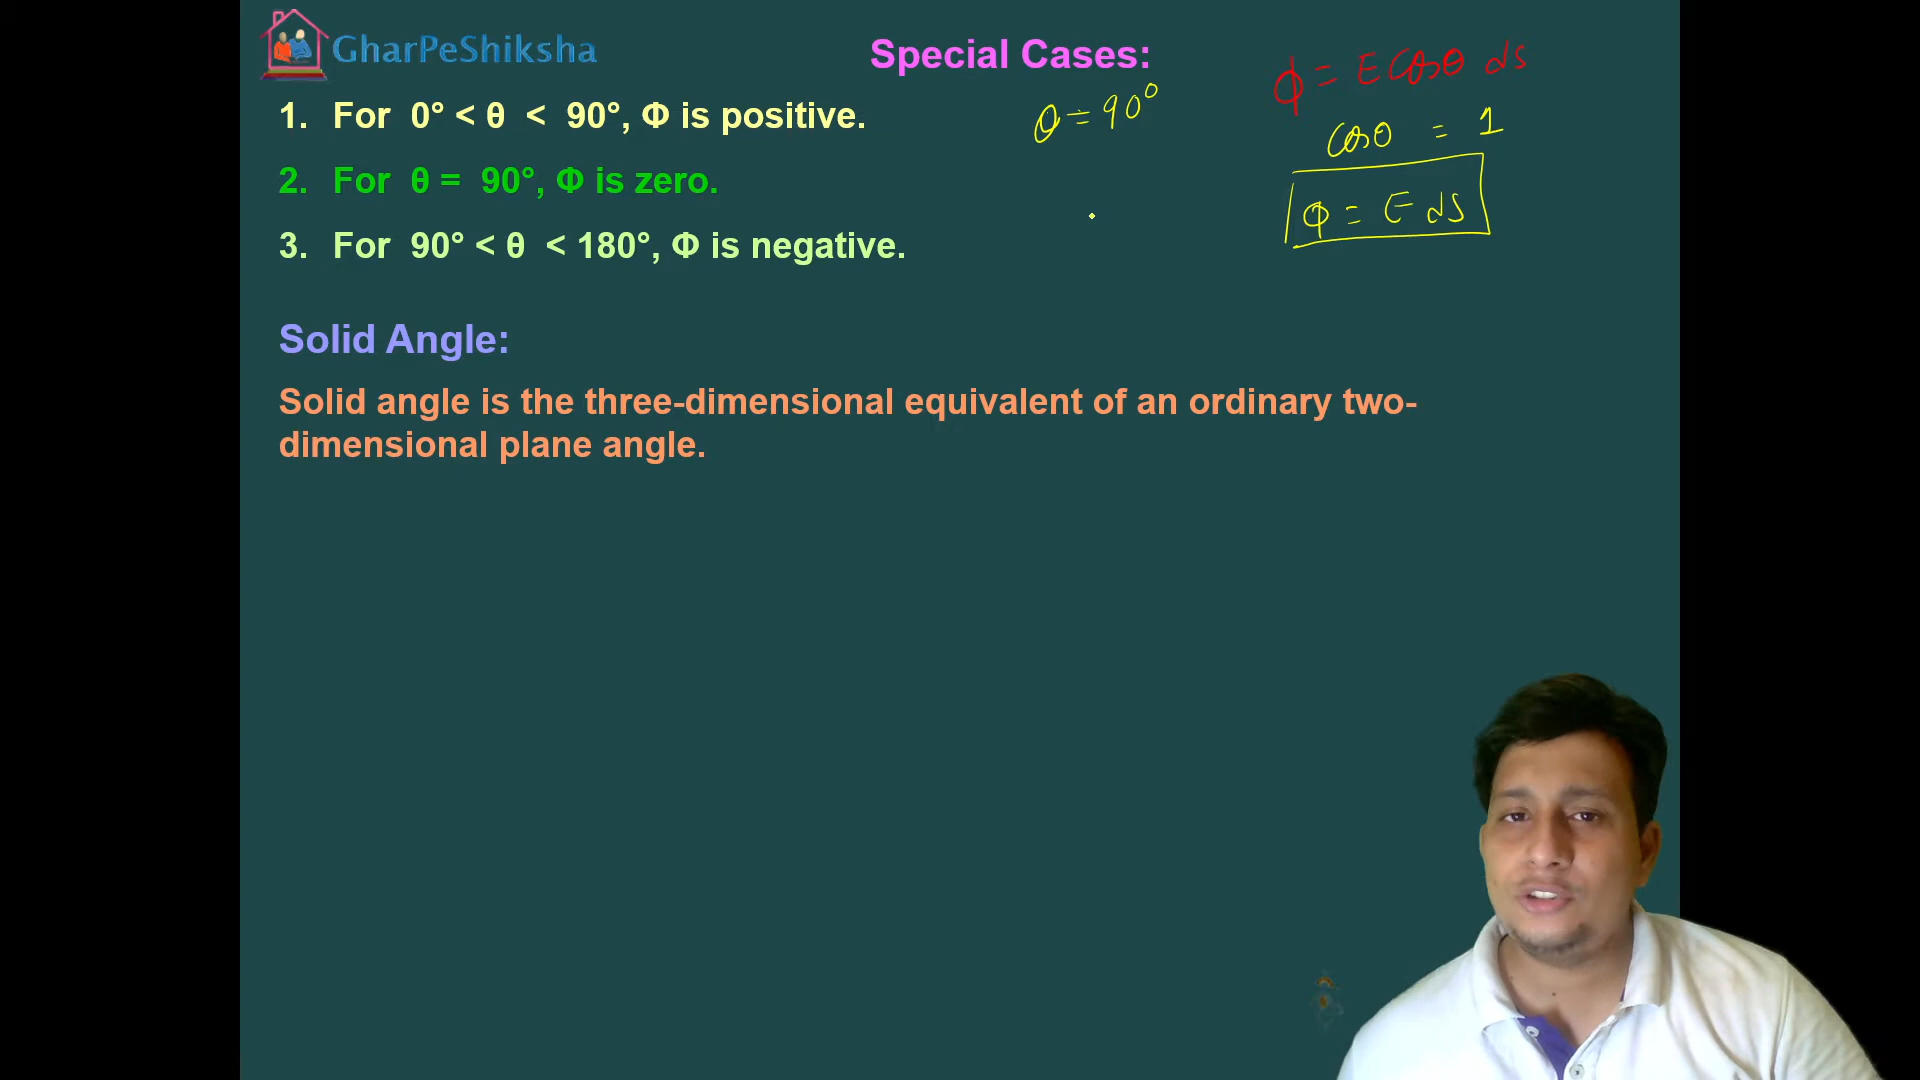 GharPeShiksha
Special Cases:
ϕ = E cosθ ds
1. For 0° < θ < 90°, Φ is positive.
θ = 90°
cosθ = 1
2. For θ = 90°, Φ is zero.
ϕ = E ds
3. For 90° < θ < 180°, Φ is negative.
Solid Angle:
Solid angle is the three-dimensional equivalent of an ordinary two-
dimensional plane angle.